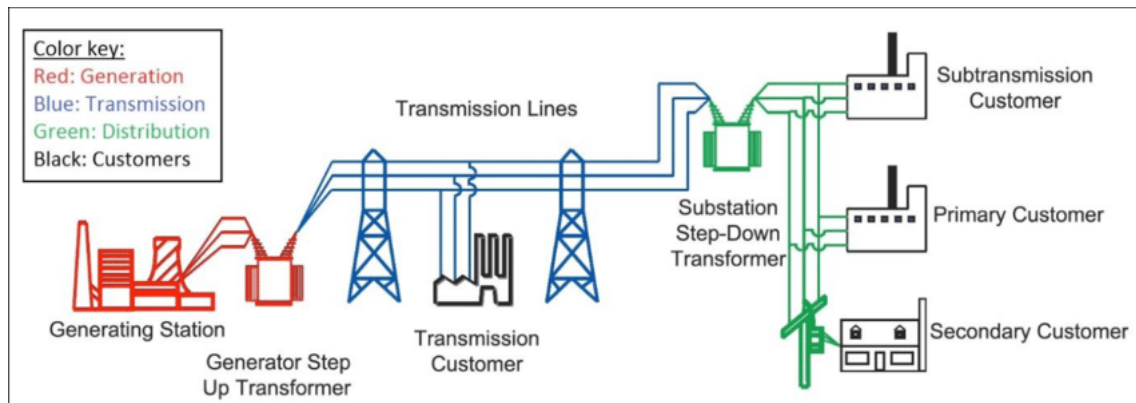 Color key:
Red: Generation
Blue: Transmission
Green: Distribution
Black: Customers
Transmission Lines
Subtransmission
Customer
Substation
Step-Down
Transformer
Primary Customer
Generating Station
Transmission
Customer
Secondary Customer
Generator Step
Up Transformer